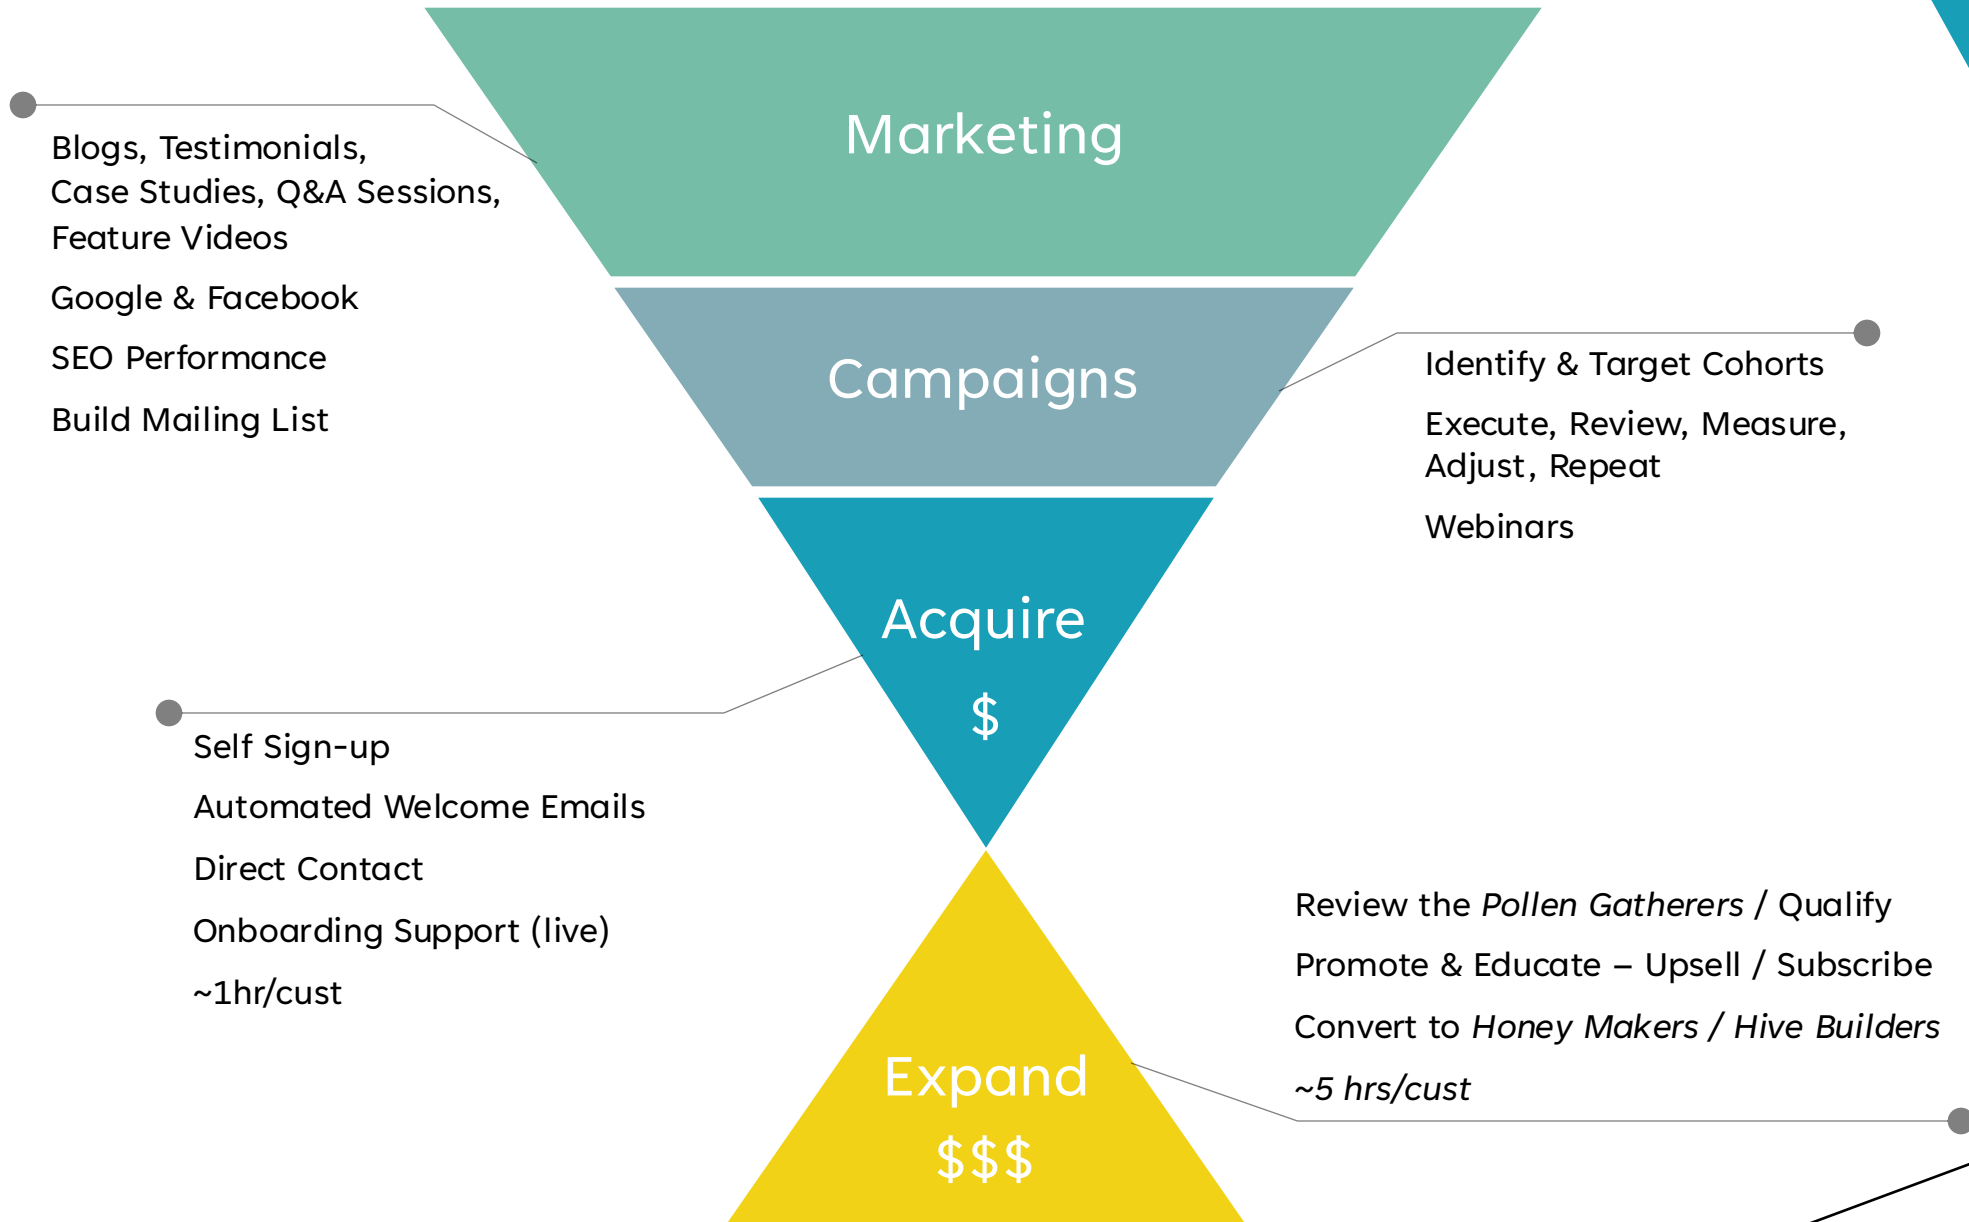 Marketing
Blogs, Testimonials,
Case Studies, Q&A Sessions,
Feature Videos
Google & Facebook
SEO Performance
Build Mailing List
Campaigns
Identify & Target Cohorts
Execute, Review, Measure,
Adjust, Repeat
Webinars
Acquire
$
Self Sign-up
Automated Welcome Emails
Direct Contact
Onboarding Support (live)
~1hr/cust
Review the Pollen Gatherers / Qualify
Promote & Educate – Upsell / Subscribe
Convert to Honey Makers / Hive Builders
~5 hrs/cust
Expand
$$$